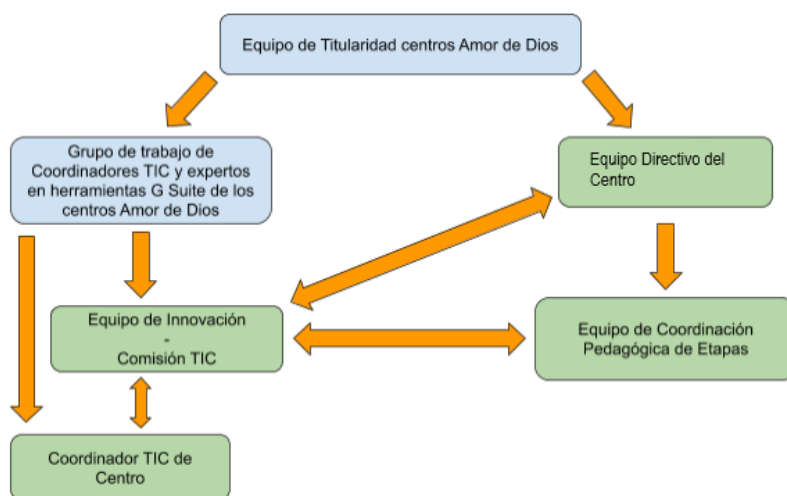 Equipo de Titularidad centros Amor de Dios
Grupo de trabajo de
Coordinadores TIC y expertos
en herramientas G Suite de los
centros Amor de Dios
Equipo Directivo del
Centro
Equipo de Innovación
-
Comisión TIC
Equipo de Coordinación
Pedagógica de Etapas
Coordinador TIC de
Centro